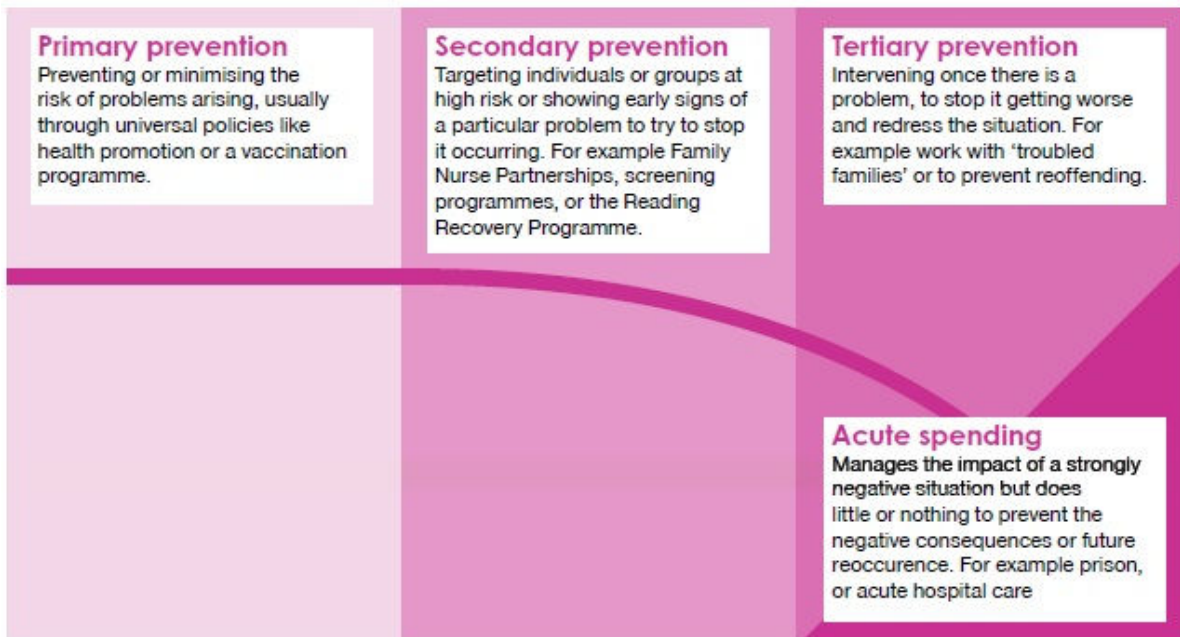 Primary prevention
Preventing or minimising the
risk of problems arising, usually
through universal policies like
health promotion or a vaccination
programme.
Secondary prevention
Targeting individuals or groups at
high risk or showing early signs of
a particular problem to try to stop
it occurring. For example Family
Nurse Partnerships, screening
programmes, or the Reading
Recovery Programme.
Tertiary prevention
Intervening once there is a
problem, to stop it getting worse
and redress the situation. For
example work with ‘troubled
families’ or to prevent reoffending.
Acute spending
Manages the impact of a strongly
negative situation but does
little or nothing to prevent the
negative consequences or future
reoccurence. For example prison,
or acute hospital care